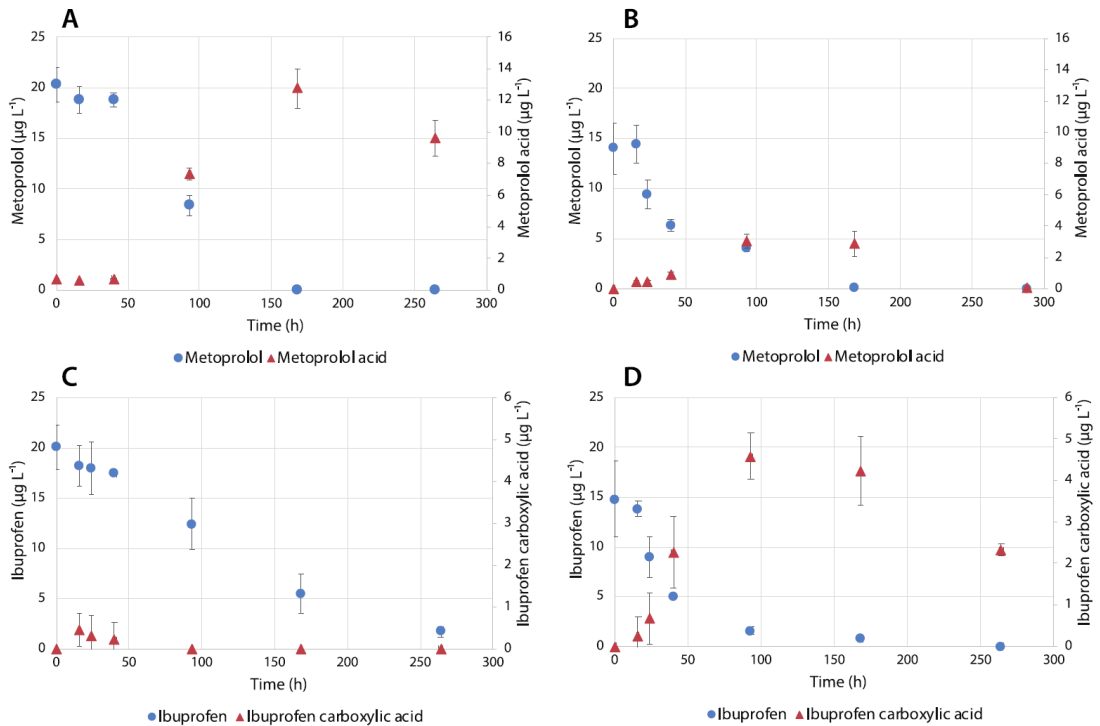 A
25
20
15
10
5
0
Metoprolol (µg L⁻¹)
16
14
12
10
8
6
4
2
0
Metoprolol acid (µg L⁻¹)
0 50 100 150 200 250 300
Time (h)
Metoprolol Metoprolol acid
B
25
20
15
10
5
0
Metoprolol (µg L⁻¹)
16
14
12
10
8
6
4
2
0
Metoprolol acid (µg L⁻¹)
0 50 100 150 200 250 300
Time (h)
Metoprolol Metoprolol acid
C
25
20
15
10
5
0
Ibuprofen (µg L⁻¹)
6
5
4
3
2
1
0
Ibuprofen carboxylic acid (µg L⁻¹)
0 50 100 150 200 250 300
Time (h)
Ibuprofen Ibuprofen carboxylic acid
D
25
20
15
10
5
0
Ibuprofen (µg L⁻¹)
6
5
4
3
2
1
0
Ibuprofen carboxylic acid (µg L⁻¹)
0 50 100 150 200 250 300
Time (h)
Ibuprofen Ibuprofen carboxylic acid